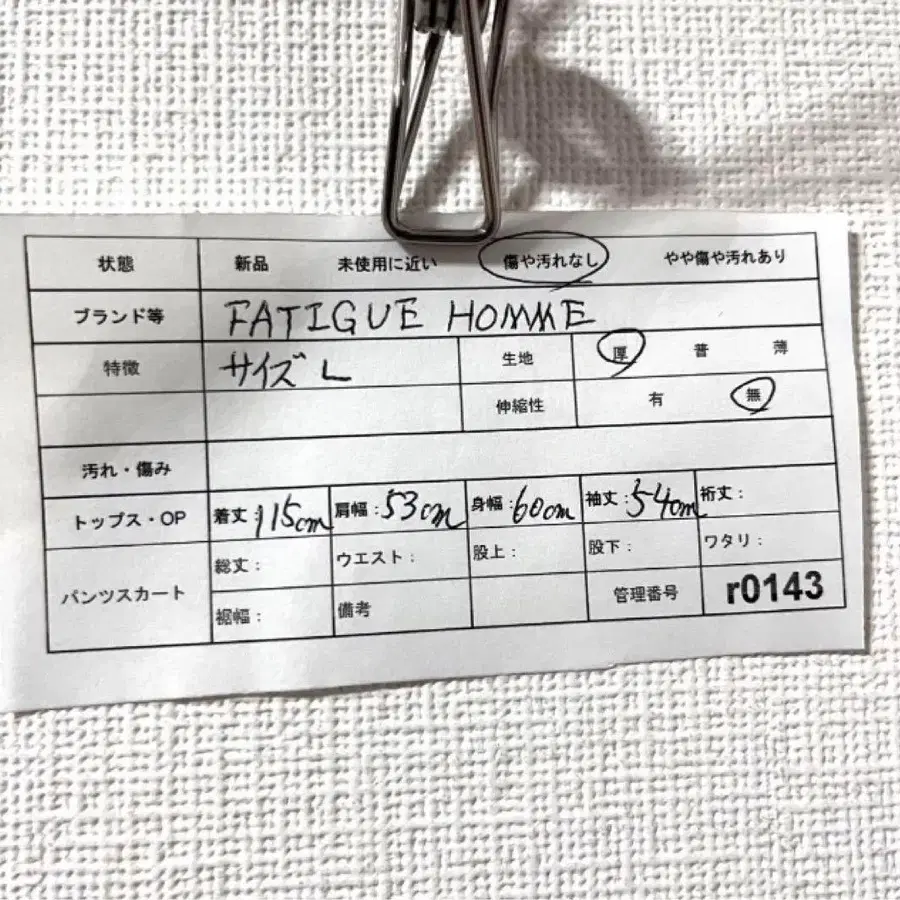 状態 新品 未使用に近い 傷や汚れなし やや傷や汚れあり
ブランド等 FATIGUE HOMME
特徴 サイズ L 生地 厚 普 薄
伸縮性 有 無
汚れ・傷み
トップス・OP 着丈:115cm 肩幅:53cm 身幅:60cm 袖丈:54cm 裄丈:
パンツスカート 総丈: ウエスト: 股上: 股下: ワタリ:
裾幅: 備考 管理番号 r0143